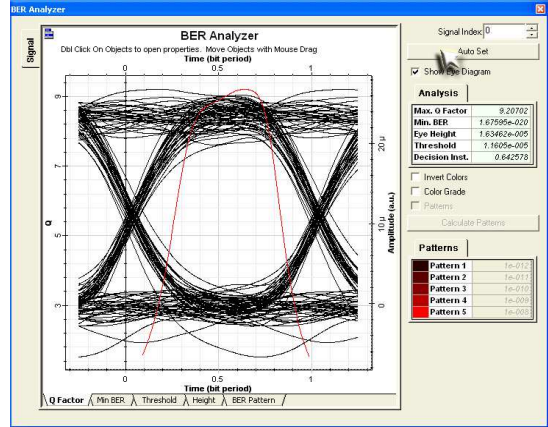 BER Analyzer
Signal
BER Analyzer
Dbl Click On Objects to open properties. Move Objects with Mouse Drag
Time (bit period)
0 0.5 1
Q
9
7
5
3
Amplitude (a.u.)
20 µ
10 µ
0
0 0.5 1
Time (bit period)
Q Factor Min BER Threshold Height BER Pattern
Signal Index: 0
Auto Set
Show Eye Diagram
Analysis
Max. Q Factor 9.20702
Min. BER 1.67595e-020
Eye Height 1.63462e-005
Threshold 1.1605e-005
Decision Inst. 0.642578
Invert Colors
Color Grade
Patterns
Calculate Patterns
Patterns
Pattern 1 1e-012
Pattern 2 1e-011
Pattern 3 1e-010
Pattern 4 1e-009
Pattern 5 1e-008